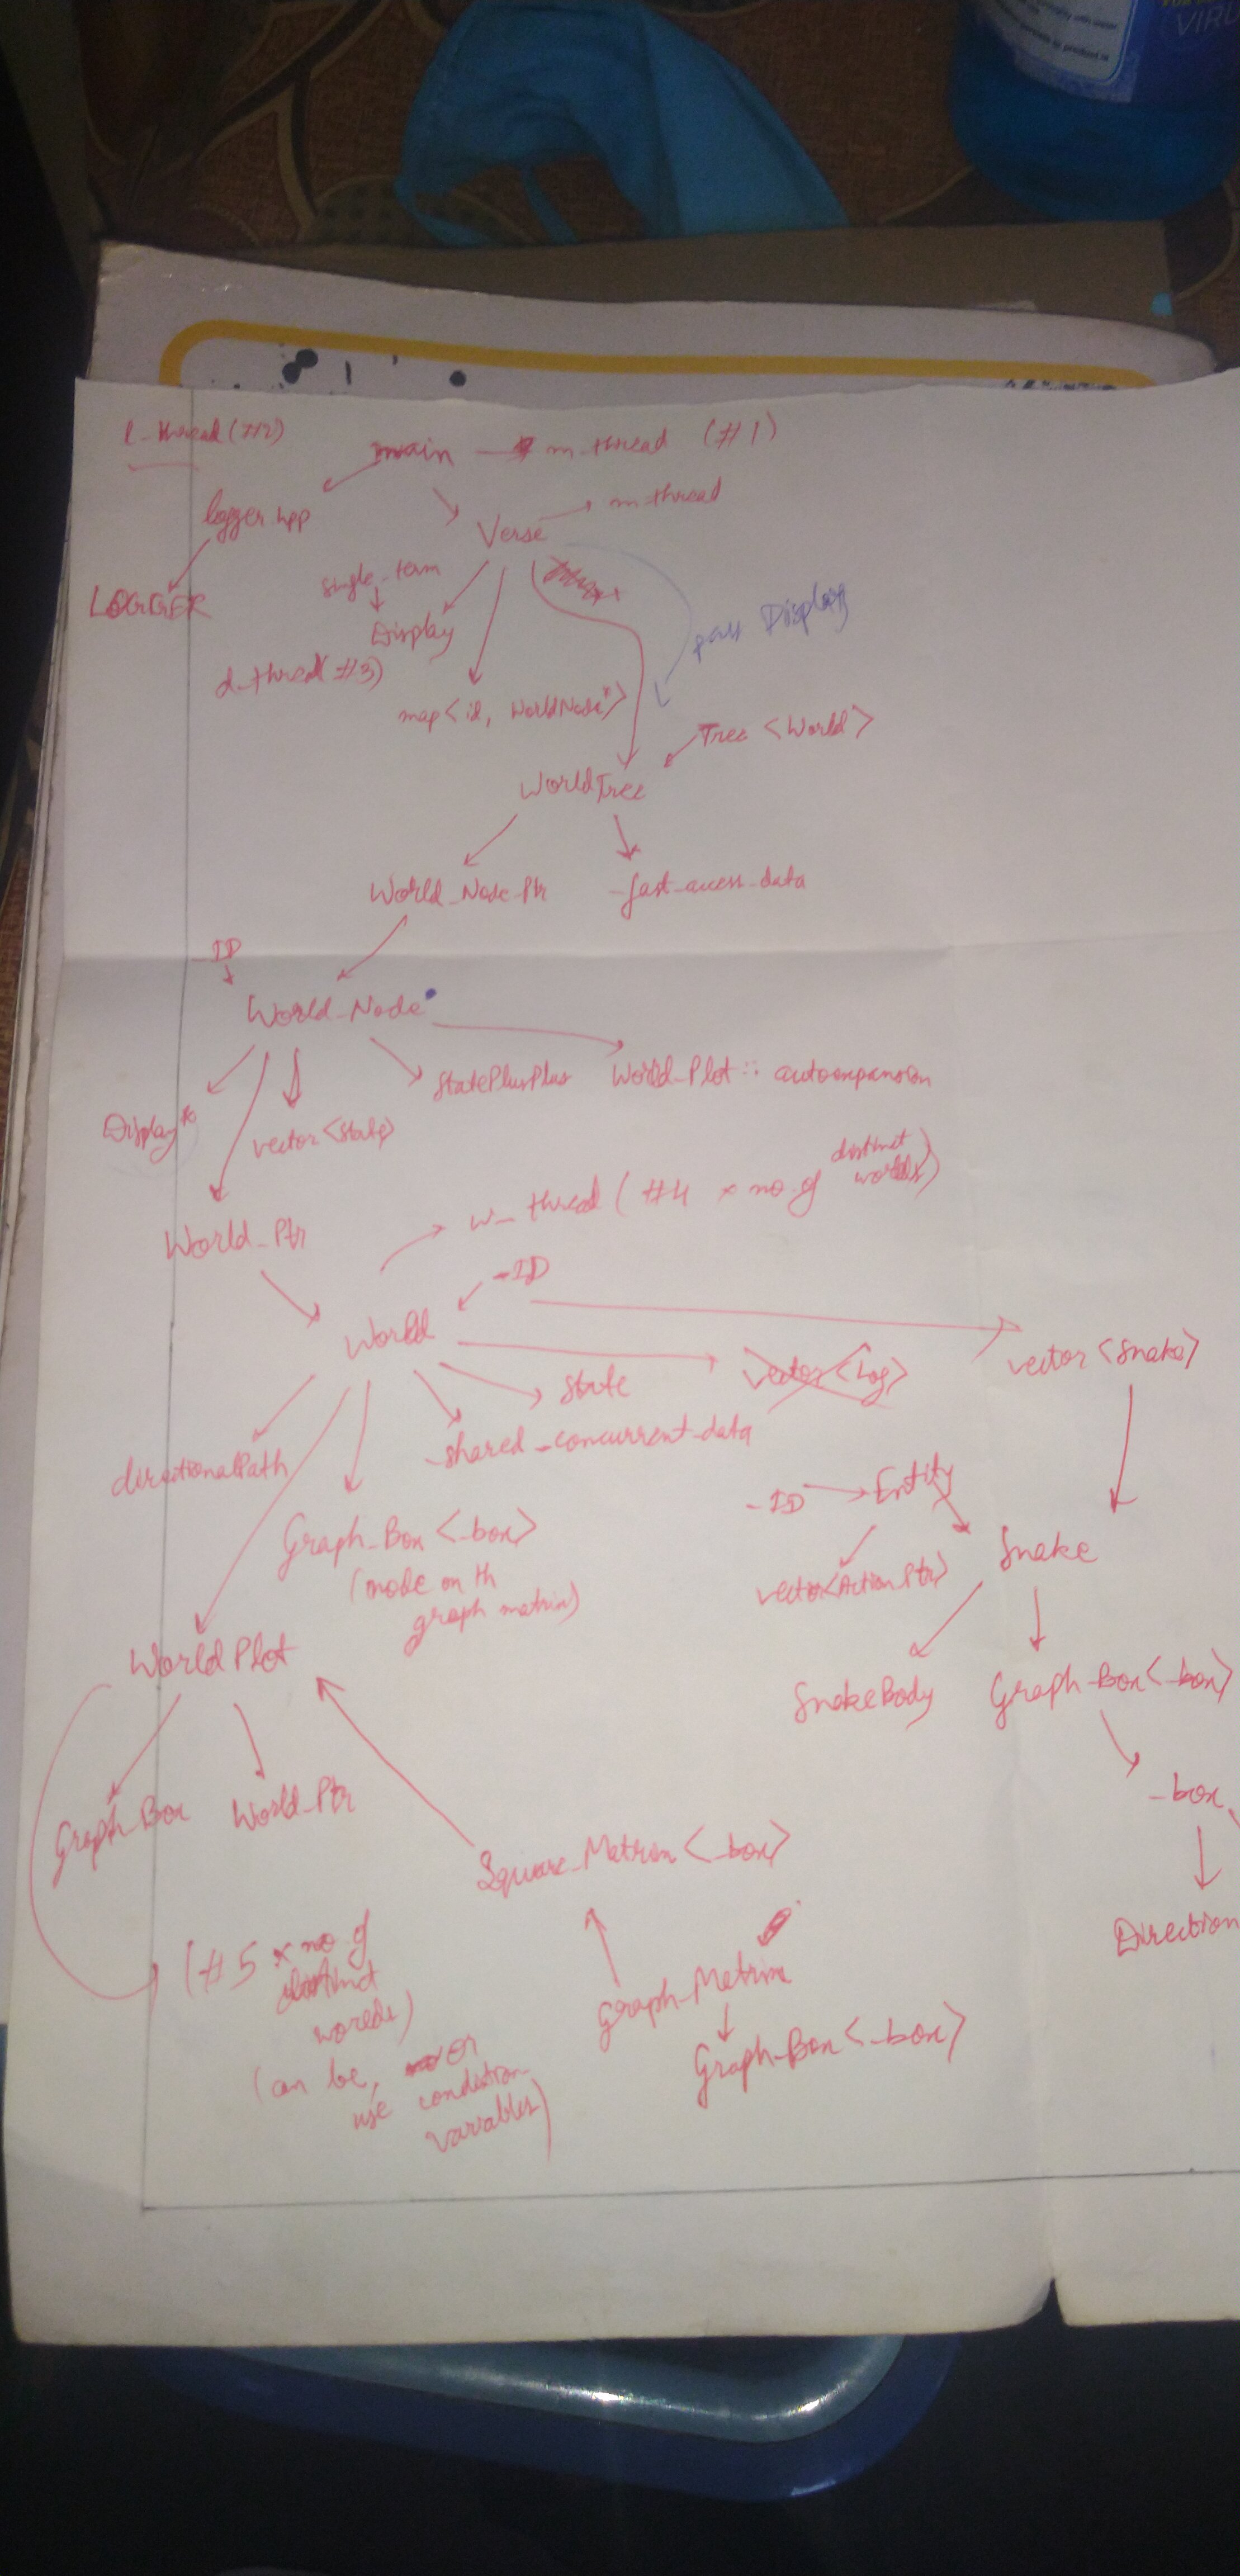 VIRU
l_thread (#2)
main → m_thread (#1)
logger.hpp
Verse → m_thread
LOGGER
single_term
Display
pass Display
d_thread (#3)
map<id, WorldNode*>
Tree <World>
WorldTree
World_Node_Ptr
_fast_access_data
_ID
World_Node
Display*
vector<State>
StatePlusPlus
World_Plot :: autoexpansion
World_Ptr
w_thread (#4 × no. of distinct worlds)
_ID
World
vector <Snake>
State
vector <Log>
directionalPath
_shared_concurrent_data
Graph_Box <_box>
(node on th
graph matrix)
_ID → Entity
vector<ActionPtr>
Snake
WorldPlot
SnakeBody
Graph_Box <_box>
Graph_Box
World_Ptr
_box
Square_Matrix <_box>
Direction
(#5 × no of
distinct
worlds)
(can be, or
use condition
variables)
Graph_Matrix
Graph_Box <_box>